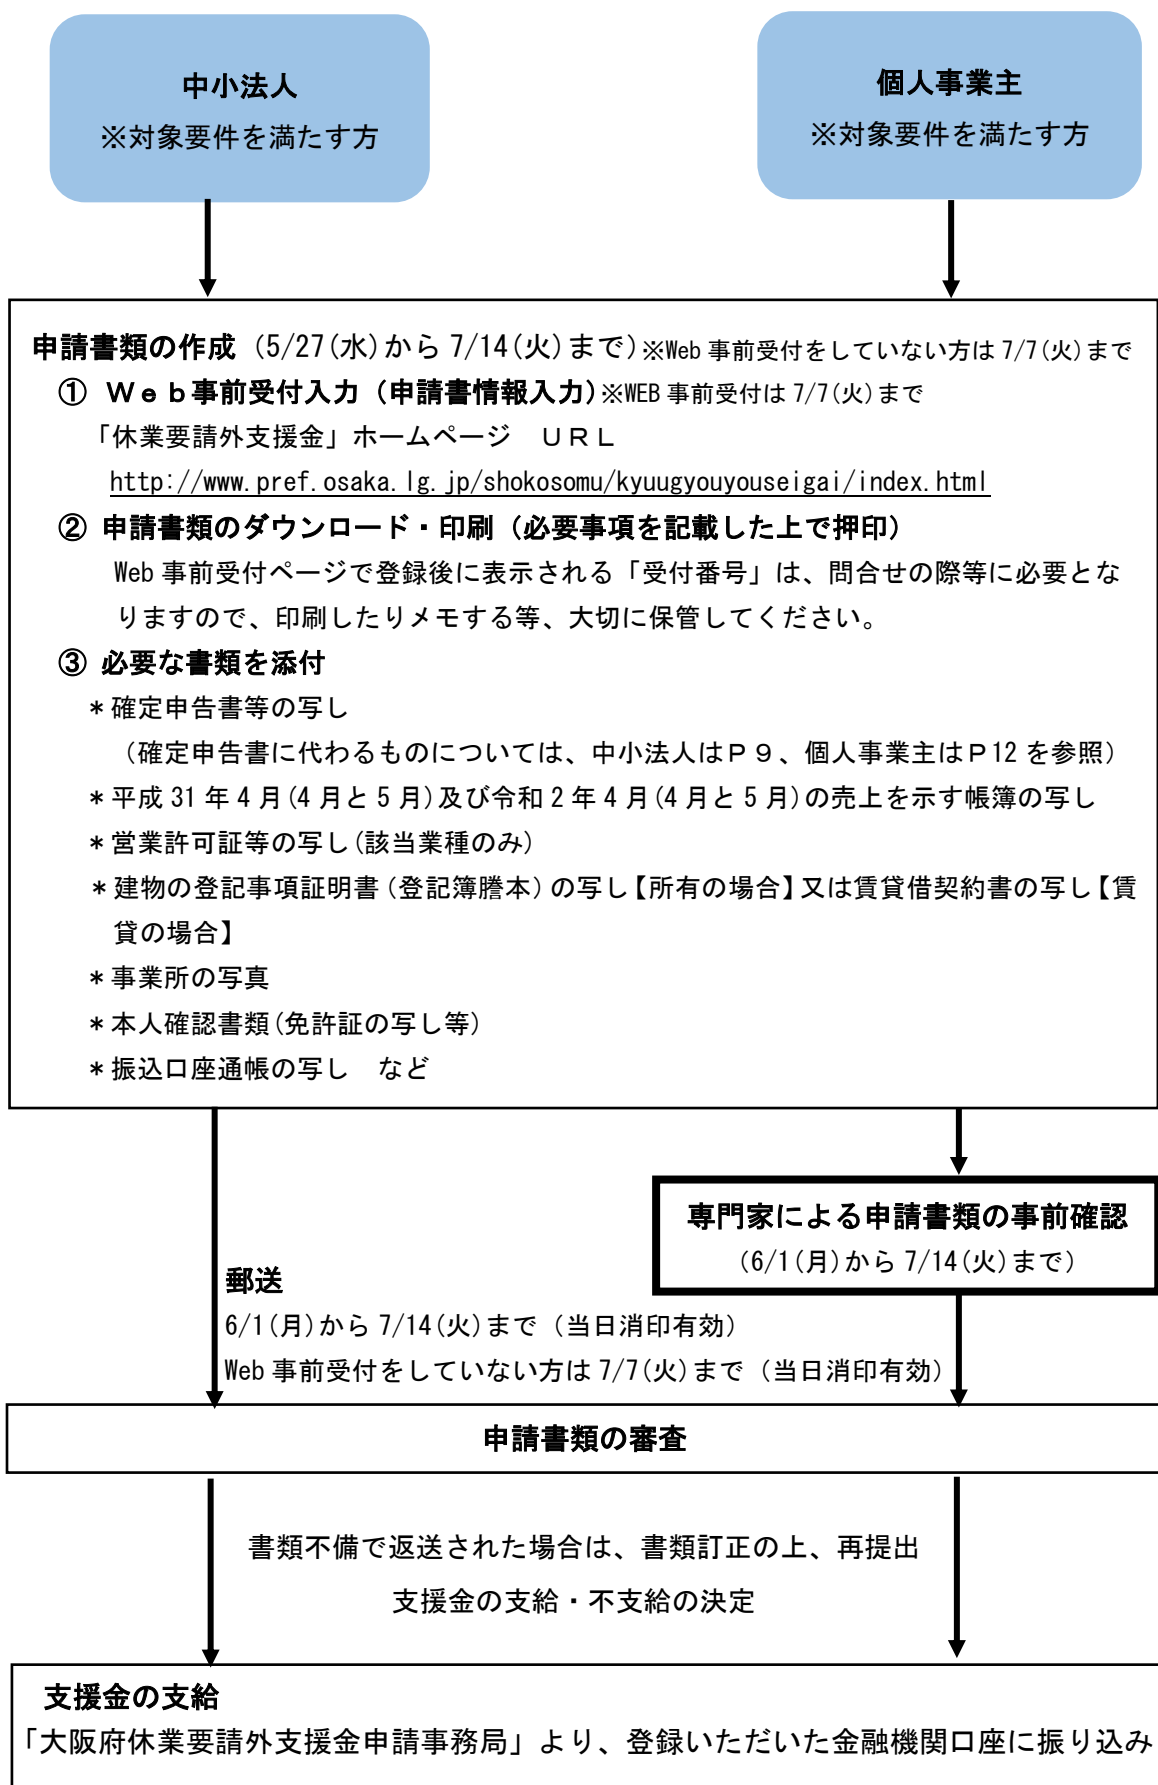 中小法人
※対象要件を満たす方
個人事業主
※対象要件を満たす方
申請書類の作成（5/27(水)から 7/14(火)まで）※Web 事前受付をしていない方は 7/7(火)まで
① Ｗｅｂ事前受付入力（申請書情報入力）※WEB 事前受付は 7/7(火)まで
「休業要請外支援金」ホームページ　ＵＲＬ
http://www.pref.osaka.lg.jp/shokosomu/kyuugyouyouseigai/index.html
② 申請書類のダウンロード・印刷（必要事項を記載した上で押印）
Web 事前受付ページで登録後に表示される「受付番号」は、問合せの際等に必要とな
りますので、印刷したりメモする等、大切に保管してください。
③ 必要な書類を添付
＊確定申告書等の写し
（確定申告書に代わるものについては、中小法人はＰ９、個人事業主はＰ12 を参照）
＊平成 31 年 4 月(4 月と 5 月)及び令和 2 年 4 月(4 月と 5 月)の売上を示す帳簿の写し
＊営業許可証等の写し(該当業種のみ)
＊建物の登記事項証明書（登記簿謄本）の写し【所有の場合】又は賃貸借契約書の写し【賃
貸の場合】
＊事業所の写真
＊本人確認書類(免許証の写し等)
＊振込口座通帳の写し　など
専門家による申請書類の事前確認
（6/1(月)から 7/14(火)まで）
郵送
6/1(月)から 7/14(火)まで（当日消印有効）
Web 事前受付をしていない方は 7/7(火)まで（当日消印有効）
申請書類の審査
書類不備で返送された場合は、書類訂正の上、再提出
支援金の支給・不支給の決定
支援金の支給
「大阪府休業要請外支援金申請事務局」より、登録いただいた金融機関口座に振り込み